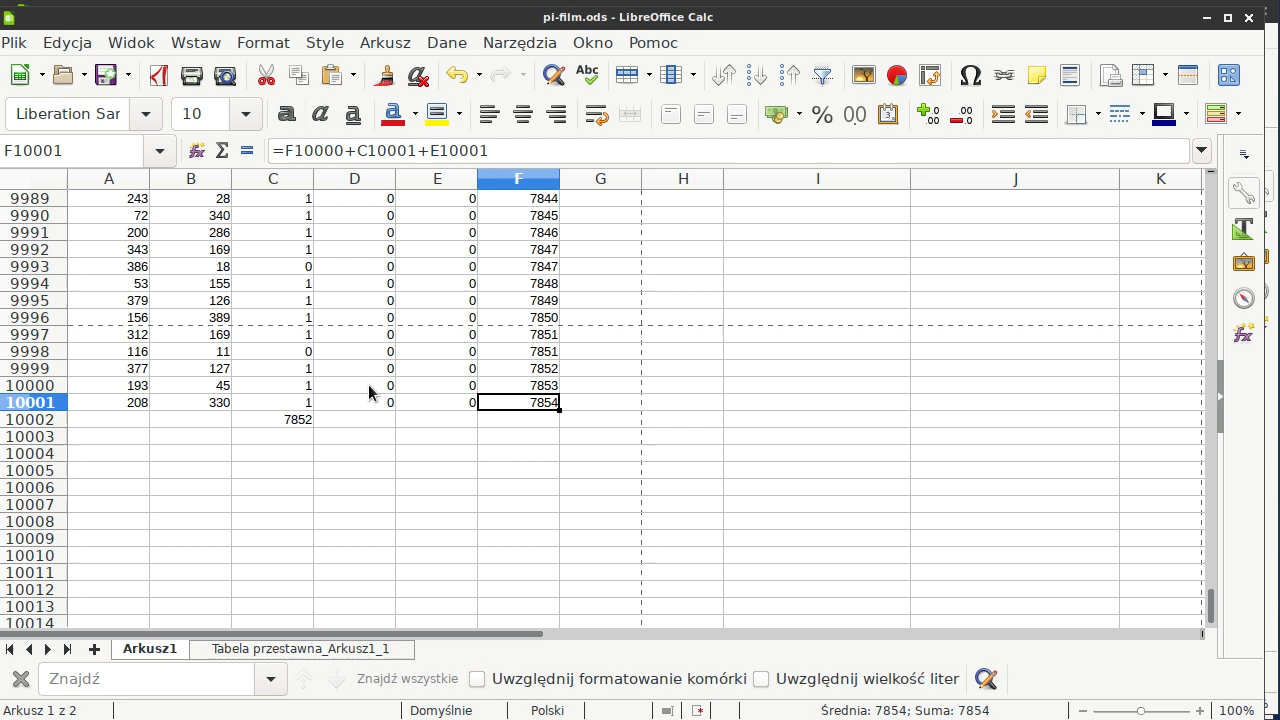 pi-film.ods - LibreOffice Calc
Plik Edycja Widok Wstaw Format Style Arkusz Dane Narzędzia Okno Pomoc
Liberation Sar 10
F10001 =F10000+C10001+E10001
A B C D E F G H I J K
9989 243 28 1 0 0 7844
9990 72 340 1 0 0 7845
9991 200 286 1 0 0 7846
9992 343 169 1 0 0 7847
9993 386 18 0 0 0 7847
9994 53 155 1 0 0 7848
9995 379 126 1 0 0 7849
9996 156 389 1 0 0 7850
9997 312 169 1 0 0 7851
9998 116 11 0 0 0 7851
9999 377 127 1 0 0 7852
10000 193 45 1 0 0 7853
10001 208 330 1 0 0 7854
10002 7852
10003
10004
10005
10006
10007
10008
10009
10010
10011
10012
10013
10014
Arkusz1 Tabela przestawna_Arkusz1_1
Znajdź Znajdź wszystkie Uwzględnij formatowanie komórki Uwzględnij wielkość liter
Arkusz 1 z 2 Domyślnie Polski Średnia: 7854; Suma: 7854 100%